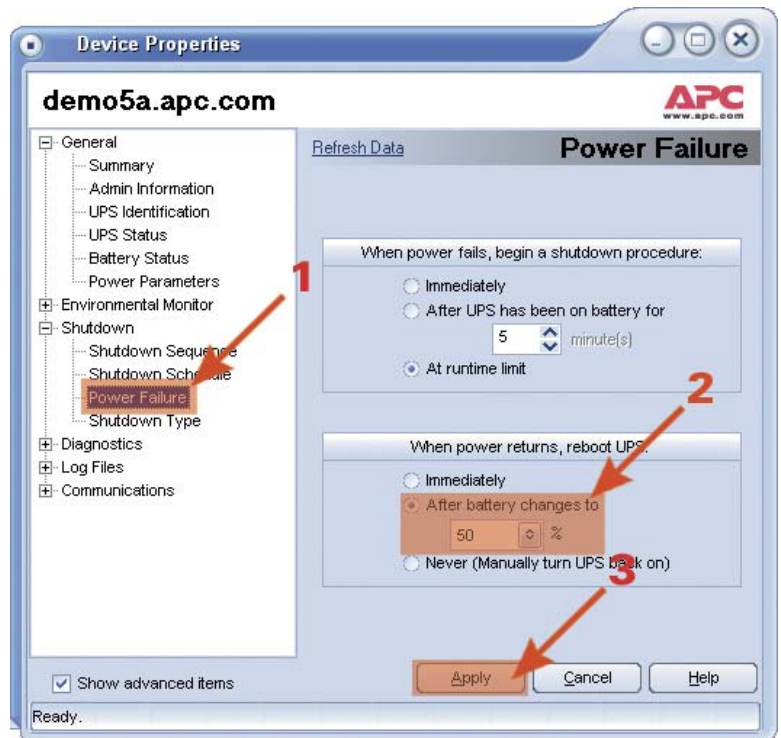 Device Properties
demo5a.apc.com
APC
www.apc.com
General
Summary
Admin Information
UPS Identification
UPS Status
Battery Status
Power Parameters
Environmental Monitor
Shutdown
Shutdown Sequence
Shutdown Schedule
Power Failure
Shutdown Type
Diagnostics
Log Files
Communications
1
Refresh Data
Power Failure
When power fails, begin a shutdown procedure:
Immediately
After UPS has been on battery for
5 minute(s)
At runtime limit
2
When power returns, reboot UPS:
Immediately
After battery changes to
50 %
Never (Manually turn UPS back on)
3
Show advanced items
Apply
Cancel
Help
Ready.